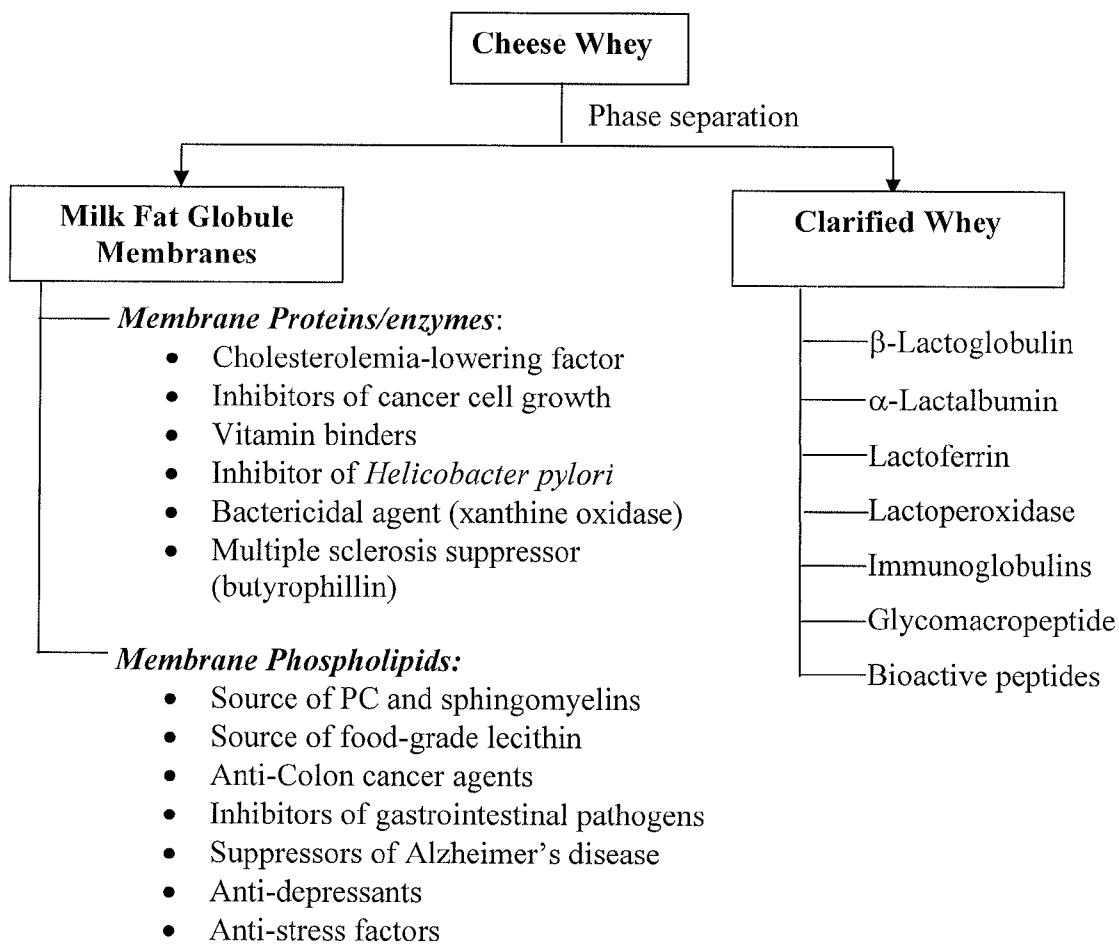 Cheese Whey
Phase separation
Milk Fat Globule
Membranes
Membrane Proteins/enzymes:
• Cholesterolemia-lowering factor
• Inhibitors of cancer cell growth
• Vitamin binders
• Inhibitor of Helicobacter pylori
• Bactericidal agent (xanthine oxidase)
• Multiple sclerosis suppressor
(butyrophillin)
Membrane Phospholipids:
• Source of PC and sphingomyelins
• Source of food-grade lecithin
• Anti-Colon cancer agents
• Inhibitors of gastrointestinal pathogens
• Suppressors of Alzheimer's disease
• Anti-depressants
• Anti-stress factors
Clarified Whey
β-Lactoglobulin
α-Lactalbumin
Lactoferrin
Lactoperoxidase
Immunoglobulins
Glycomacropeptide
Bioactive peptides